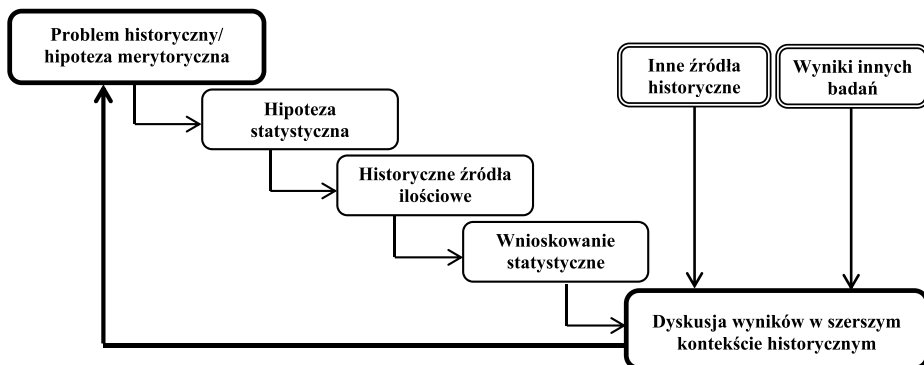 Problem historyczny/
hipoteza merytoryczna
Inne źródła
historyczne
Wyniki innych
badań
Hipoteza
statystyczna
Historyczne źródła
ilościowe
Wnioskowanie
statystyczne
Dyskusja wyników w szerszym
kontekście historycznym